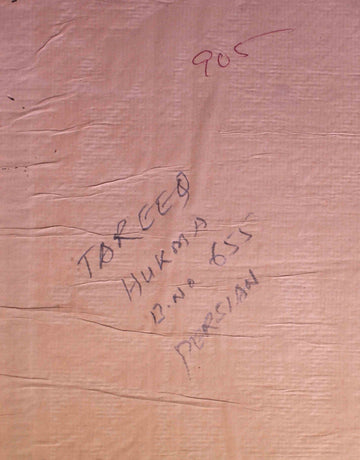 905
TAREEQ
HUKMA
B.No 655
PERSIAN